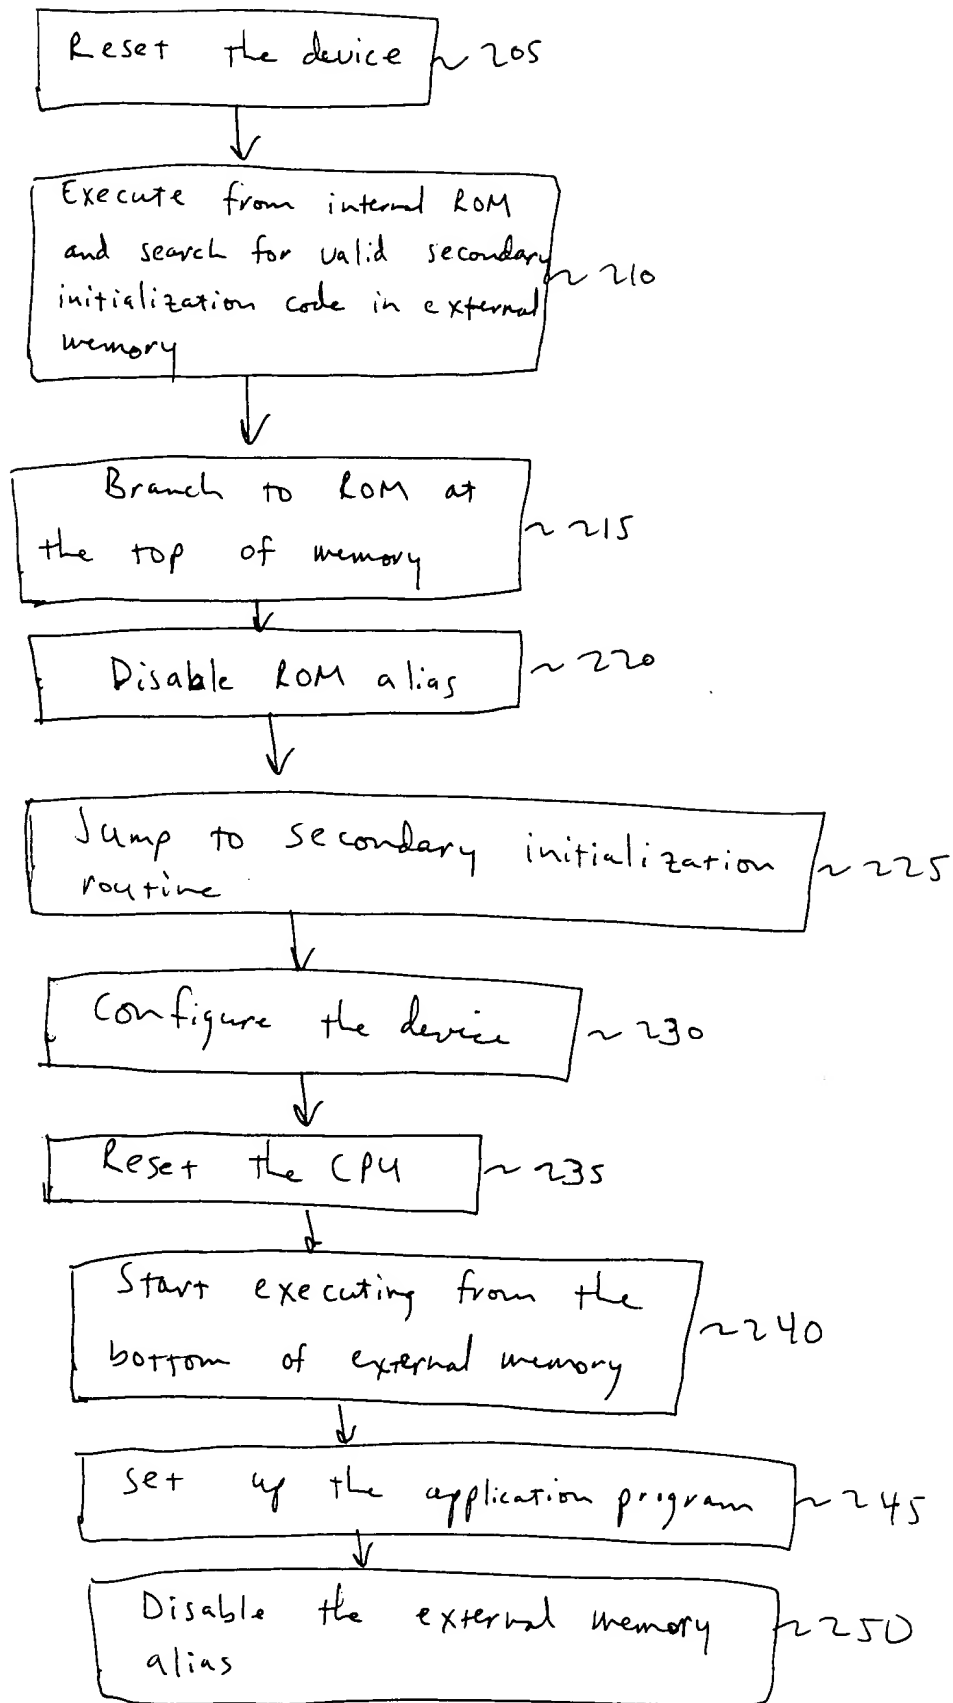 Reset the device ~ 205
Execute from internal ROM
and search for valid secondary
~ 210
initialization code in external
memory
Branch to ROM at
~ 215
the top of memory
Disable ROM alias ~ 220
Jump to secondary initialization
~ 225
routine
Configure the device ~ 230
Reset the CPU ~ 235
Start executing from the
~ 240
bottom of external memory
set up the application program ~ 245
Disable the external memory
~ 250
alias